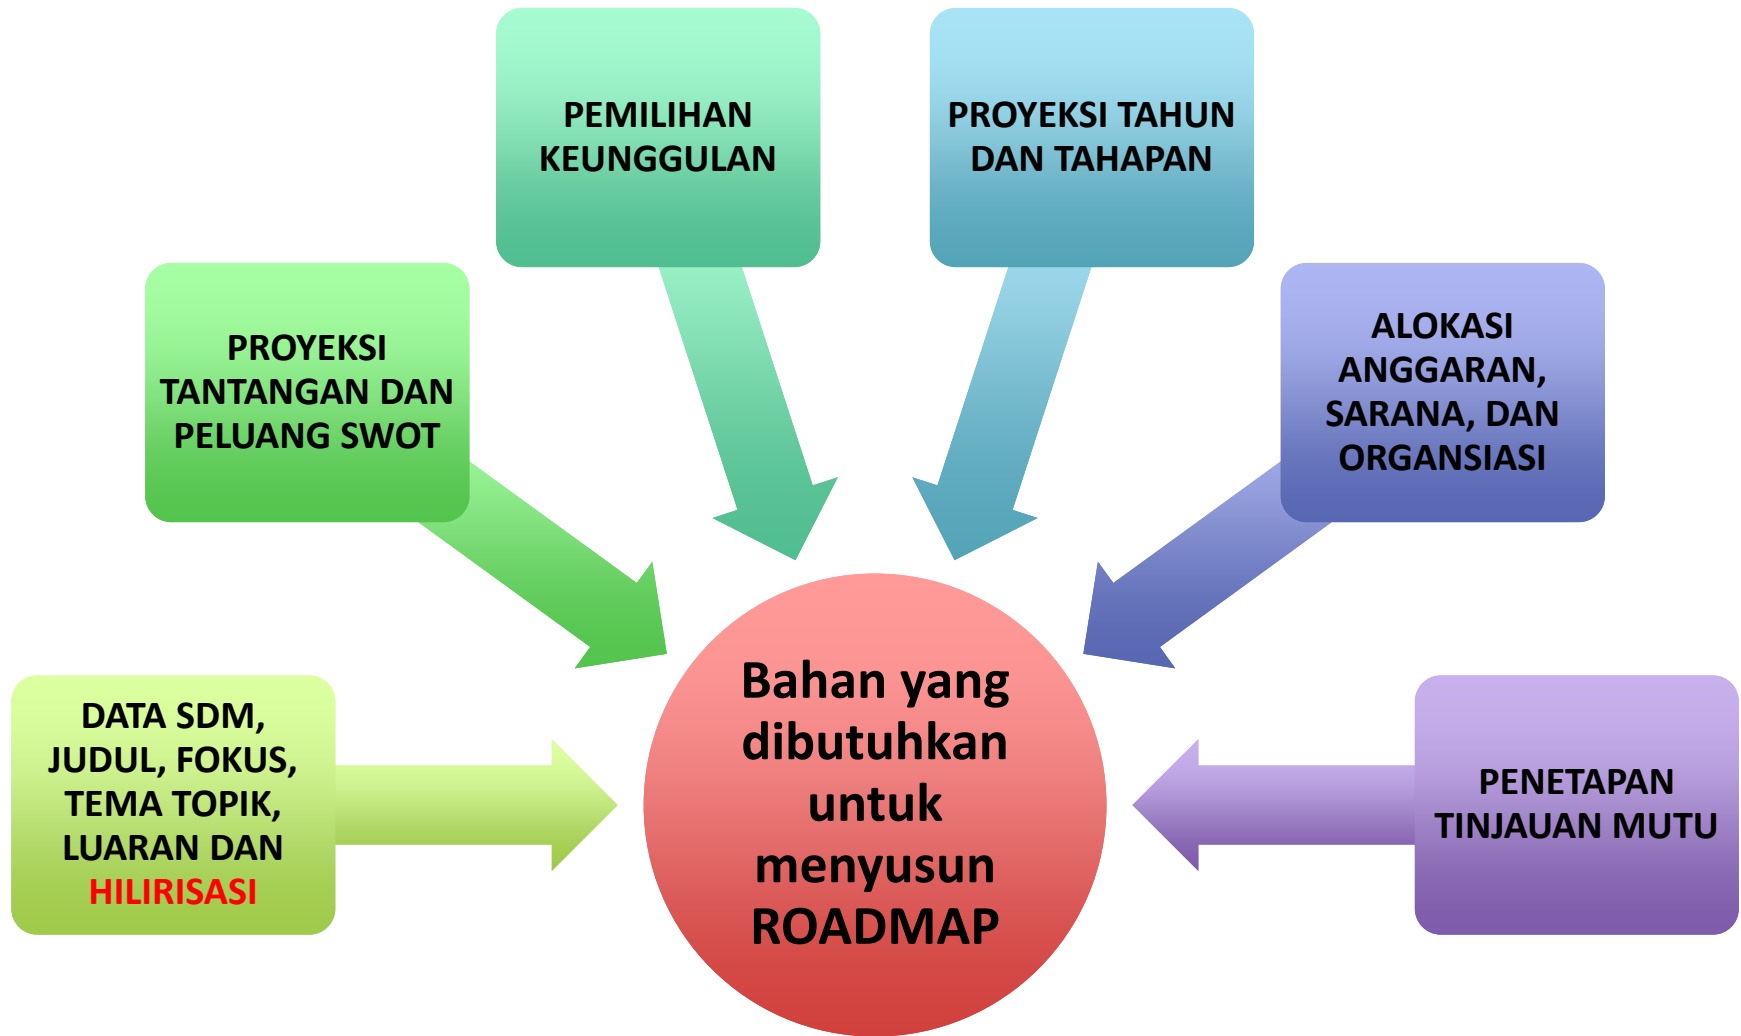 PEMILIHAN
KEUNGGULAN
PROYEKSI TAHUN
DAN TAHAPAN
PROYEKSI
TANTANGAN DAN
PELUANG SWOT
ALOKASI
ANGGARAN,
SARANA, DAN
ORGANSIASI
DATA SDM,
JUDUL, FOKUS,
TEMA TOPIK,
LUARAN DAN
HILIRISASI
Bahan yang
dibutuhkan
untuk
menyusun
ROADMAP
PENETAPAN
TINJAUAN MUTU